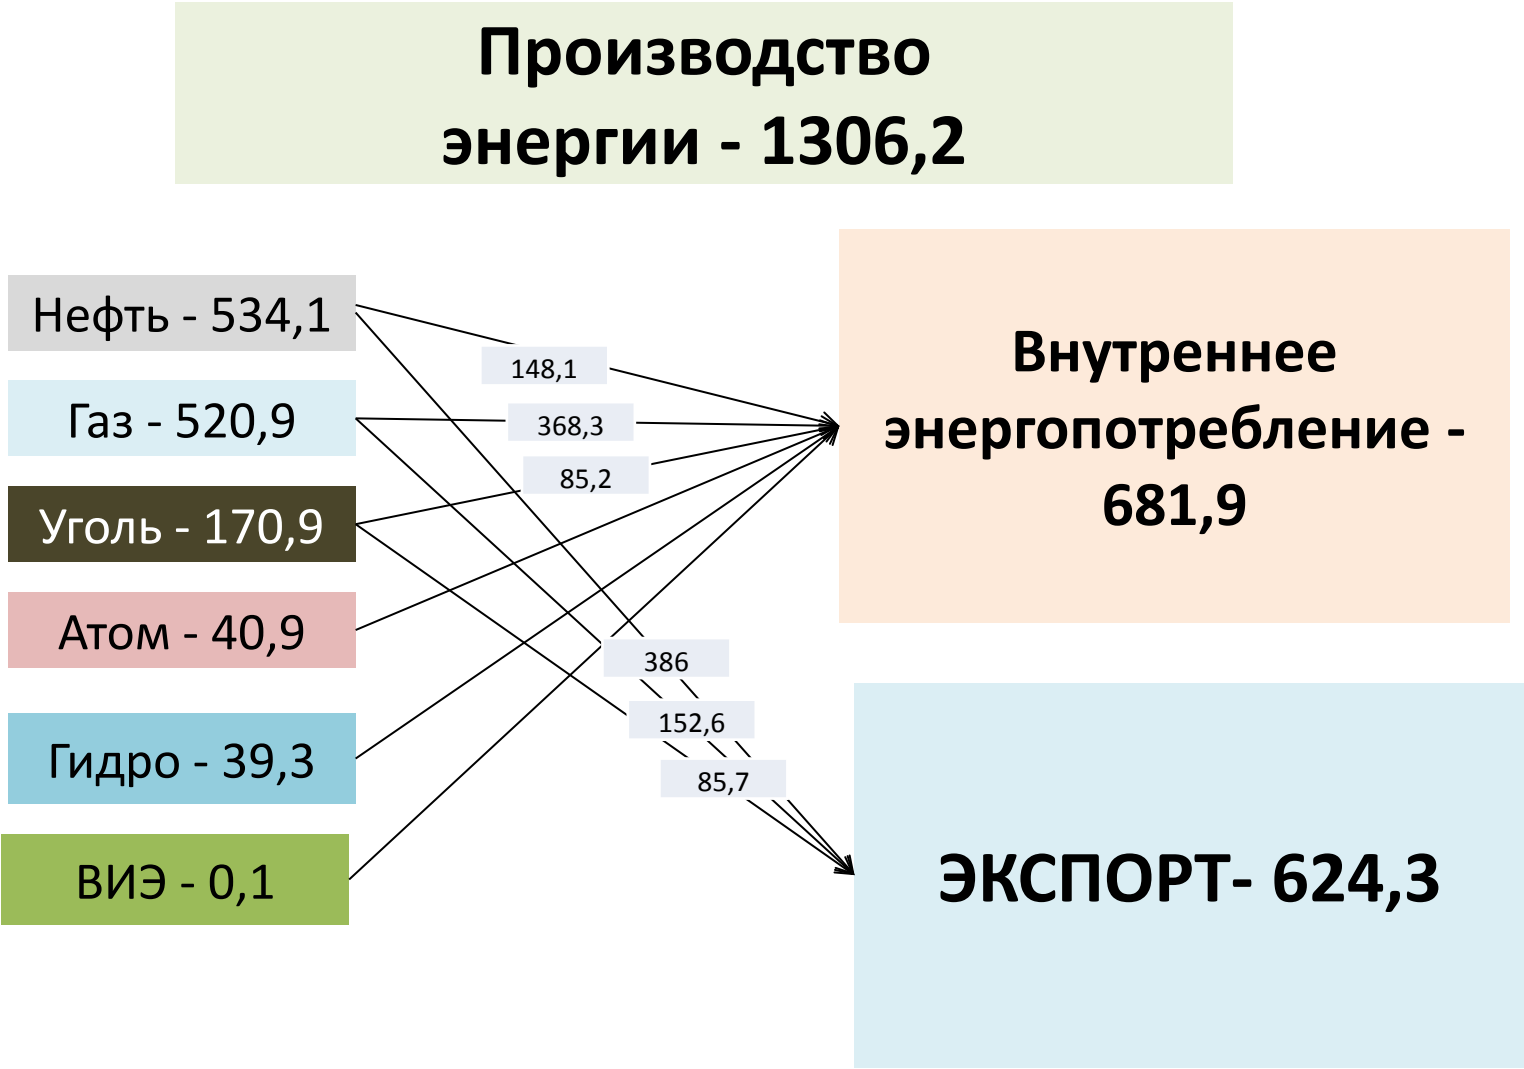 Производство
энергии - 1306,2
Нефть - 534,1
Газ - 520,9
Уголь - 170,9
Атом - 40,9
Гидро - 39,3
ВИЭ - 0,1
148,1
368,3
85,2
386
152,6
85,7
Внутреннее
энергопотребление -
681,9
ЭКСПОРТ- 624,3